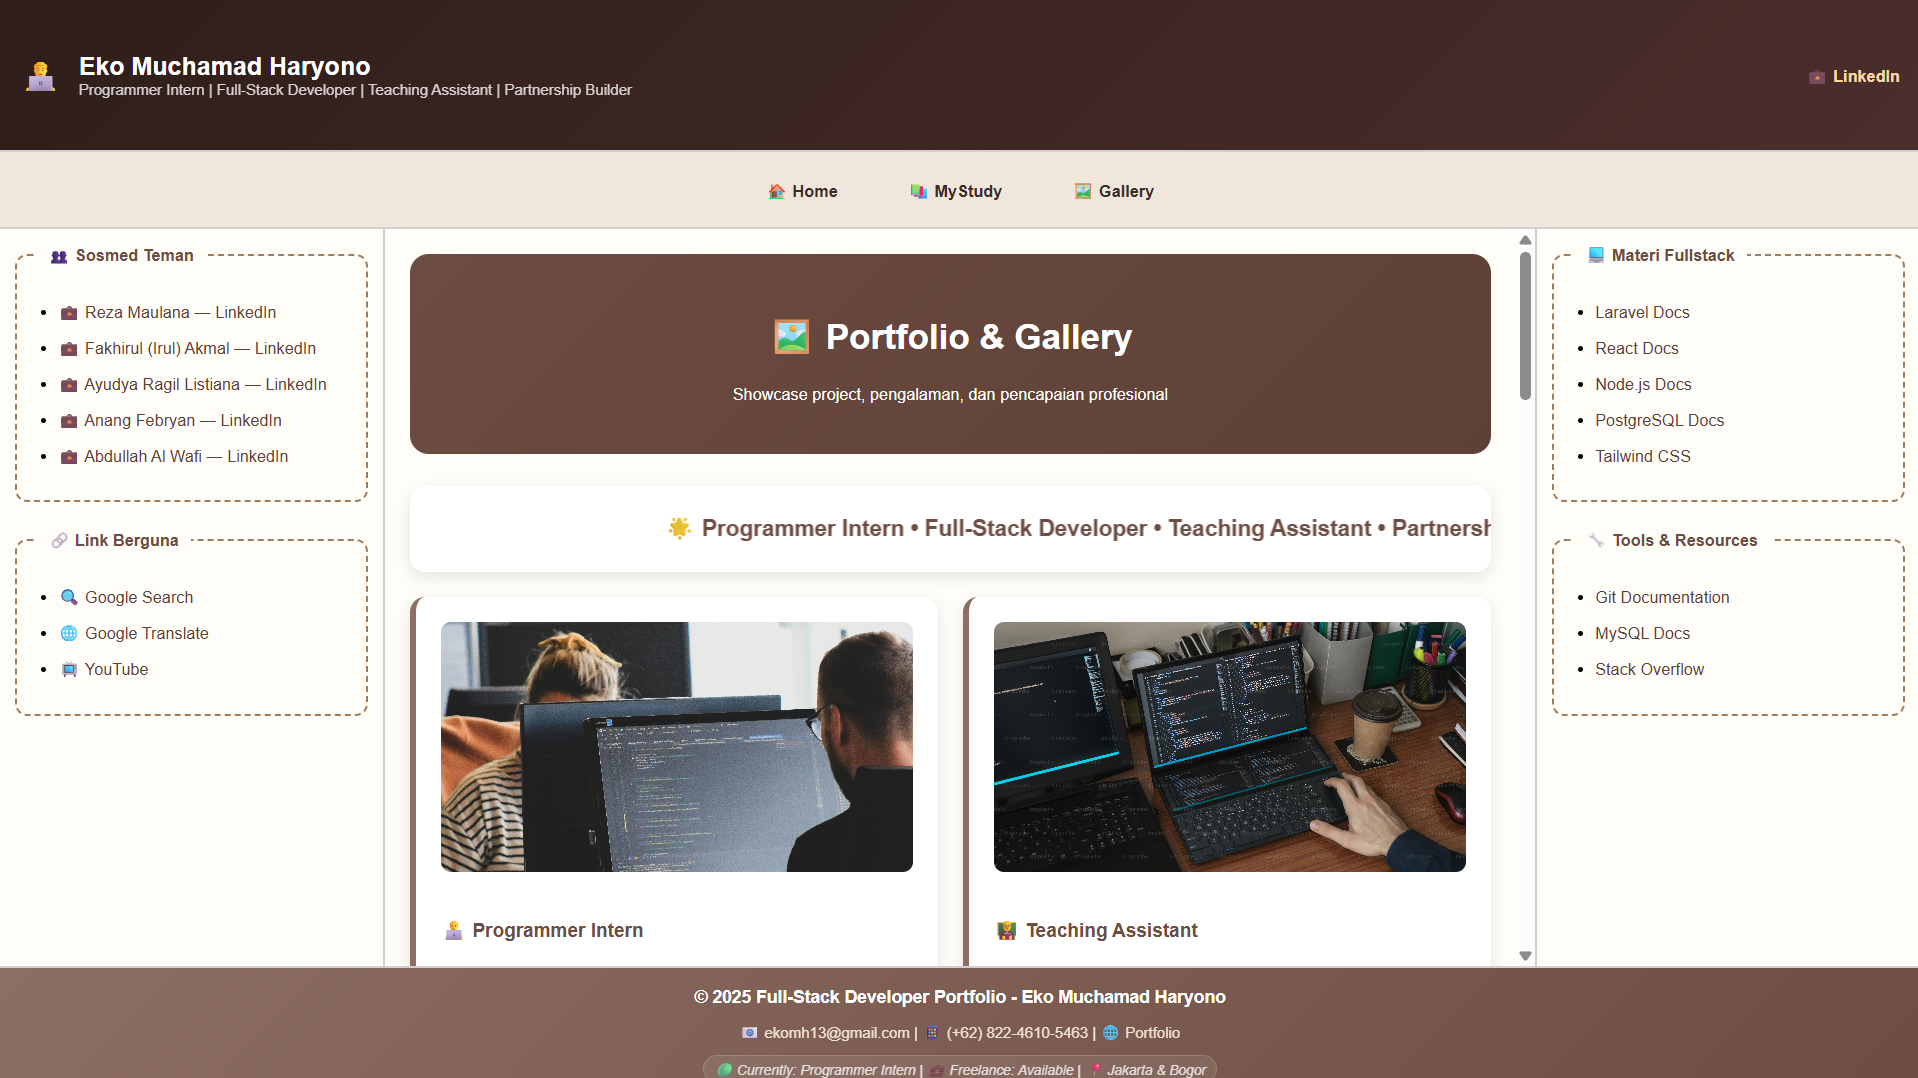 Eko Muchamad Haryono
Programmer Intern | Full-Stack Developer | Teaching Assistant | Partnership Builder
LinkedIn
Home
MyStudy
Gallery
Sosmed Teman
Reza Maulana — LinkedIn
Fakhirul (Irul) Akmal — LinkedIn
Ayudya Ragil Listiana — LinkedIn
Anang Febryan — LinkedIn
Abdullah Al Wafi — LinkedIn
Link Berguna
Google Search
Google Translate
YouTube
Portfolio & Gallery
Showcase project, pengalaman, dan pencapaian profesional
Programmer Intern • Full-Stack Developer • Teaching Assistant • Partnersh
Programmer Intern
Teaching Assistant
Materi Fullstack
Laravel Docs
React Docs
Node.js Docs
PostgreSQL Docs
Tailwind CSS
Tools & Resources
Git Documentation
MySQL Docs
Stack Overflow
© 2025 Full-Stack Developer Portfolio - Eko Muchamad Haryono
ekomh13@gmail.com | (+62) 822-4610-5463 | Portfolio
Currently: Programmer Intern | Freelance: Available | Jakarta & Bogor